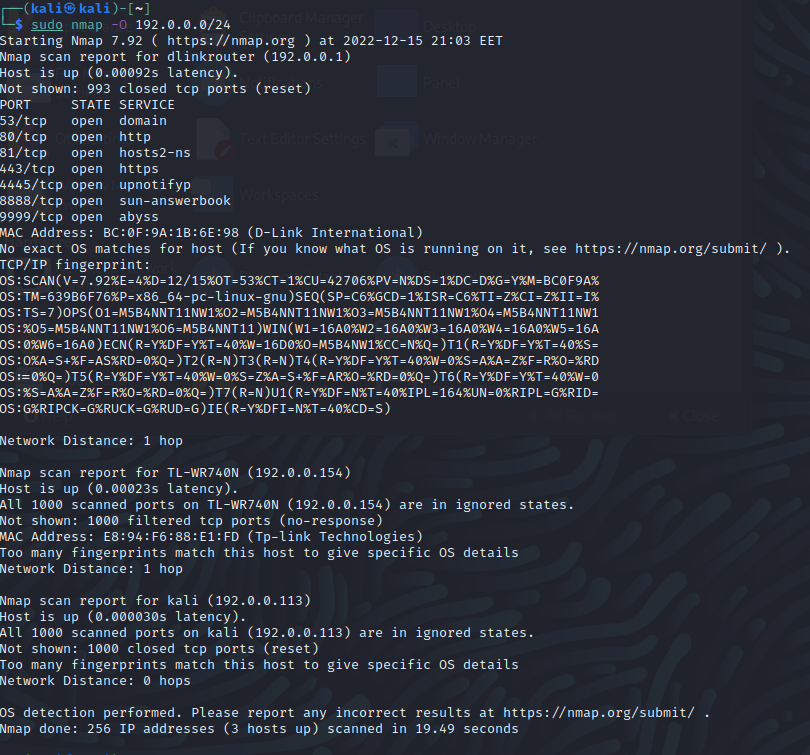 ┌──(kali㉿kali)-[~]
└─$ sudo nmap -O 192.0.0.0/24
Starting Nmap 7.92 ( https://nmap.org ) at 2022-12-15 21:03 EET
Nmap scan report for dlinkrouter (192.0.0.1)
Host is up (0.00092s latency).
Not shown: 993 closed tcp ports (reset)
PORT     STATE SERVICE
53/tcp   open  domain
80/tcp   open  http
81/tcp   open  hosts2-ns
443/tcp  open  https
4445/tcp open  upnotifyp
8888/tcp open  sun-answerbook
9999/tcp open  abyss
MAC Address: BC:0F:9A:1B:6E:98 (D-Link International)
No exact OS matches for host (If you know what OS is running on it, see https://nmap.org/submit/ ).
TCP/IP fingerprint:
OS:SCAN(V=7.92%E=4%D=12/15%OT=53%CT=1%CU=42706%PV=N%DS=1%DC=D%G=Y%M=BC0F9A%
OS:TM=639B6F76%P=x86_64-pc-linux-gnu)SEQ(SP=C6%GCD=1%ISR=C6%TI=Z%CI=Z%II=I%
OS:TS=7)OPS(O1=M5B4NNT11NW1%O2=M5B4NNT11NW1%O3=M5B4NNT11NW1%O4=M5B4NNT11NW1
OS:%O5=M5B4NNT11NW1%O6=M5B4NNT11)WIN(W1=16A0%W2=16A0%W3=16A0%W4=16A0%W5=16A
OS:0%W6=16A0)ECN(R=Y%DF=Y%T=40%W=16D0%O=M5B4NW1%CC=N%Q=)T1(R=Y%DF=Y%T=40%S=
OS:O%A=S+%F=AS%RD=0%Q=)T2(R=N)T3(R=N)T4(R=Y%DF=Y%T=40%W=0%S=A%A=Z%F=R%O=%RD
OS:=0%Q=)T5(R=Y%DF=Y%T=40%W=0%S=Z%A=S+%F=AR%O=%RD=0%Q=)T6(R=Y%DF=Y%T=40%W=0
OS:%S=A%A=Z%F=R%O=%RD=0%Q=)T7(R=N)U1(R=Y%DF=N%T=40%IPL=164%UN=0%RIPL=G%RID=
OS:G%RIPCK=G%RUCK=G%RUD=G)IE(R=Y%DFI=N%T=40%CD=S)
Network Distance: 1 hop
Nmap scan report for TL-WR740N (192.0.0.154)
Host is up (0.00023s latency).
All 1000 scanned ports on TL-WR740N (192.0.0.154) are in ignored states.
Not shown: 1000 filtered tcp ports (no-response)
MAC Address: E8:94:F6:88:E1:FD (Tp-link Technologies)
Too many fingerprints match this host to give specific OS details
Network Distance: 1 hop
Nmap scan report for kali (192.0.0.113)
Host is up (0.000030s latency).
All 1000 scanned ports on kali (192.0.0.113) are in ignored states.
Not shown: 1000 closed tcp ports (reset)
Too many fingerprints match this host to give specific OS details
Network Distance: 0 hops
OS detection performed. Please report any incorrect results at https://nmap.org/submit/ .
Nmap done: 256 IP addresses (3 hosts up) scanned in 19.49 seconds
Clipboard Manager
Desktop
Panel
Text Editor Settings
Window Manager
Workspaces
Close